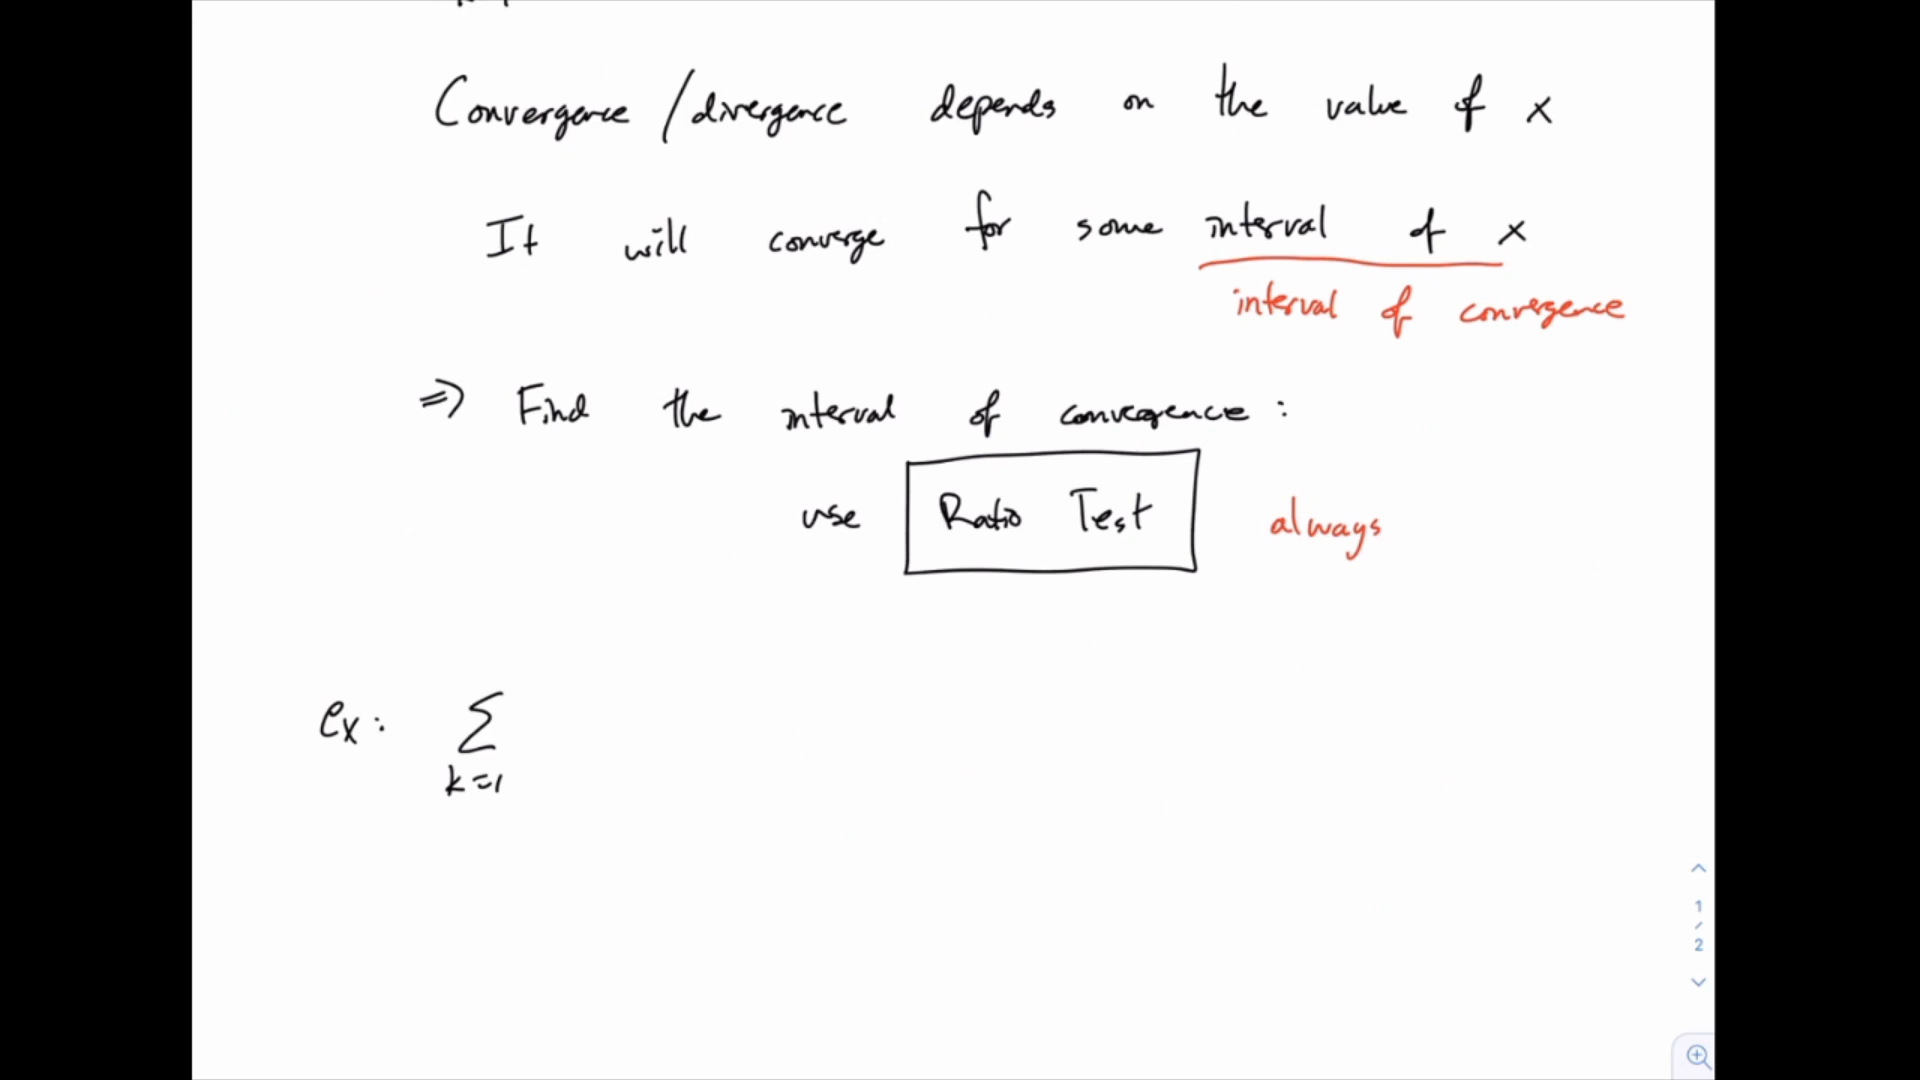 Convergence/divergence depends on the value of x
It will converge for some interval of x
interval of convergence
⇒ Find the interval of convergence:
use Ratio Test always
ex: Σ
k=1
1
/
2